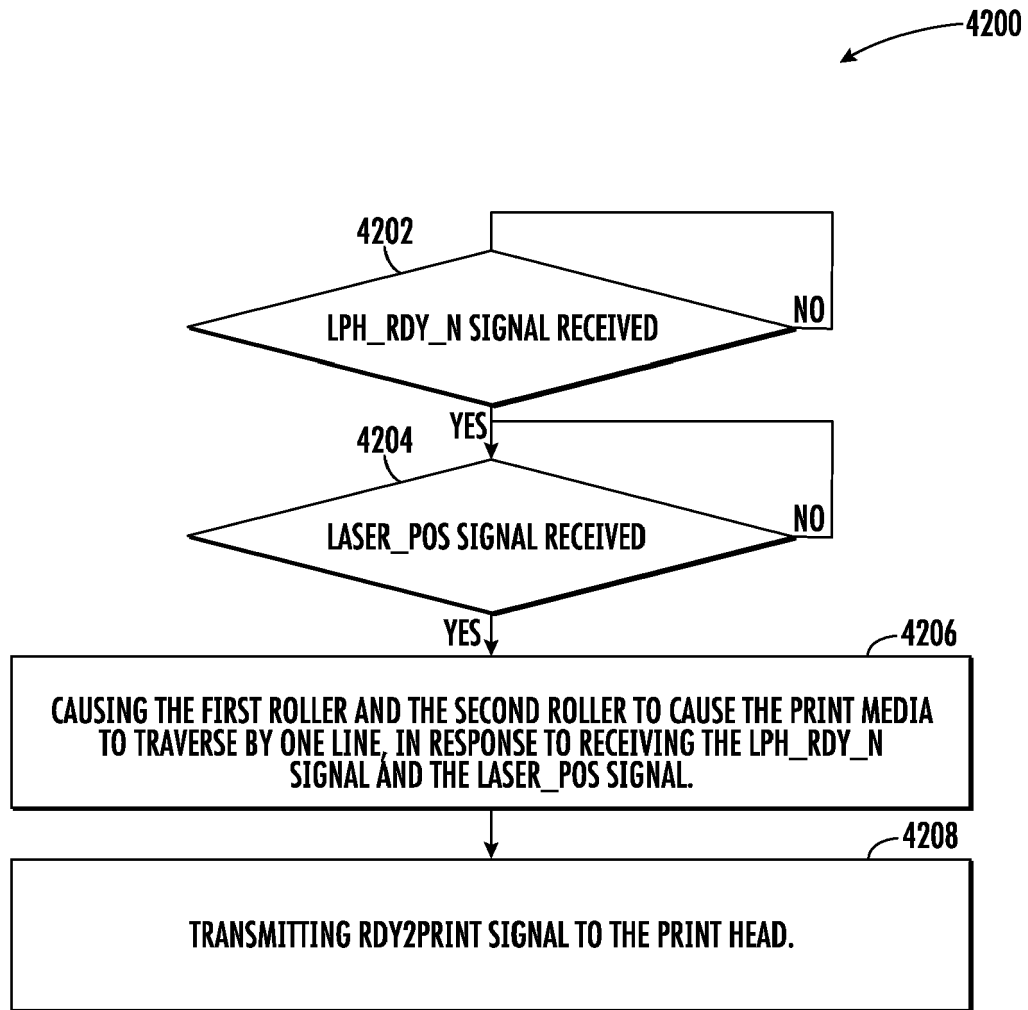 4200
4202
LPH_RDY_N SIGNAL RECEIVED
NO
YES
4204
LASER_POS SIGNAL RECEIVED
NO
YES
4206
CAUSING THE FIRST ROLLER AND THE SECOND ROLLER TO CAUSE THE PRINT MEDIA
TO TRAVERSE BY ONE LINE, IN RESPONSE TO RECEIVING THE LPH_RDY_N
SIGNAL AND THE LASER_POS SIGNAL.
4208
TRANSMITTING RDY2PRINT SIGNAL TO THE PRINT HEAD.